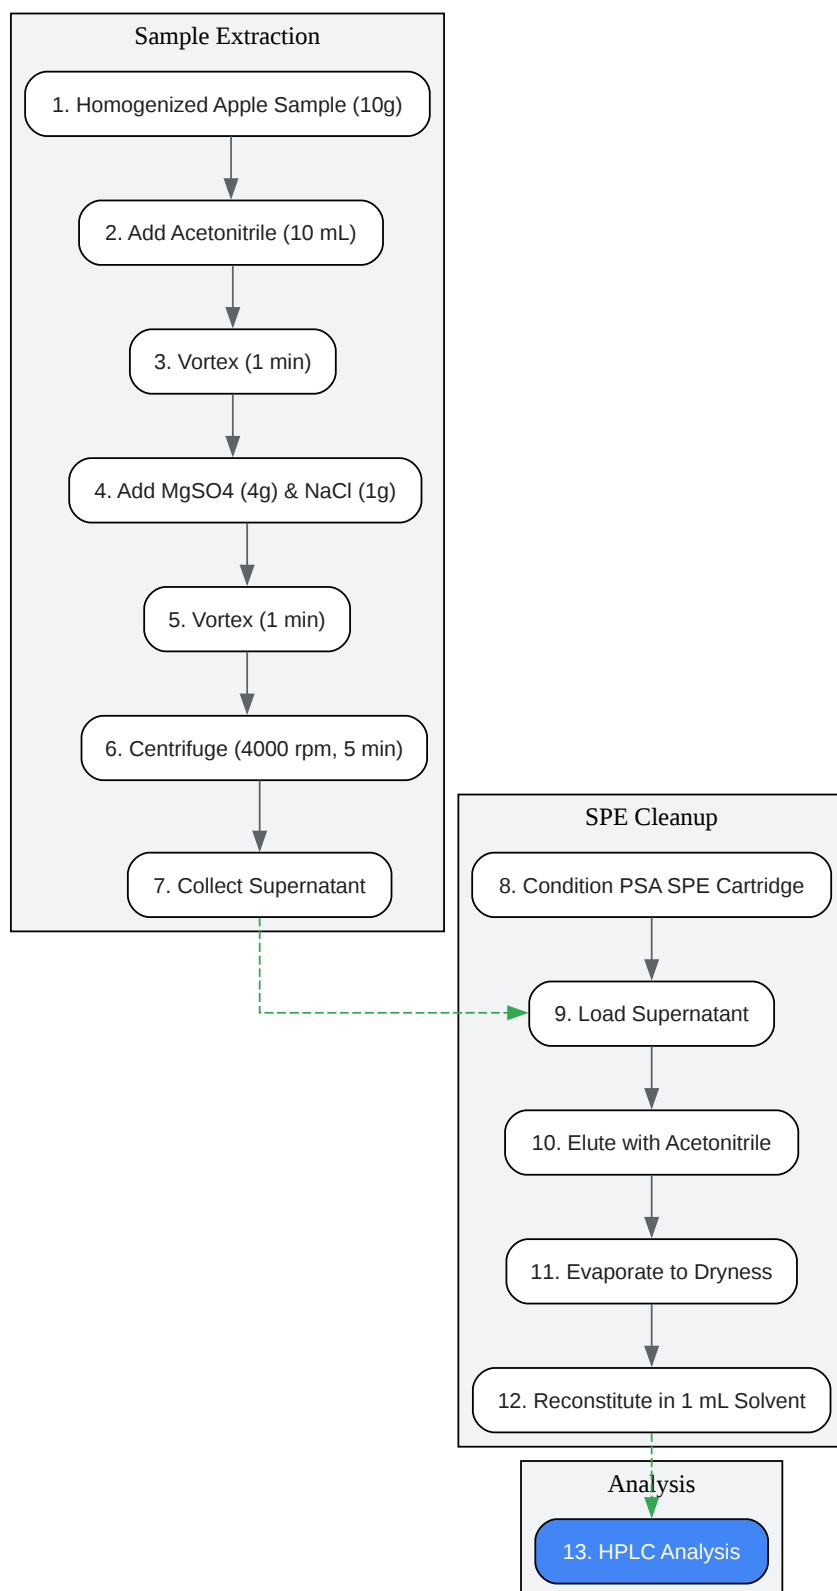 Sample Extraction
1. Homogenized Apple Sample (10g)
2. Add Acetonitrile (10 mL)
3. Vortex (1 min)
4. Add MgSO4 (4g) & NaCl (1g)
5. Vortex (1 min)
6. Centrifuge (4000 rpm, 5 min)
7. Collect Supernatant
SPE Cleanup
8. Condition PSA SPE Cartridge
9. Load Supernatant
10. Elute with Acetonitrile
11. Evaporate to Dryness
12. Reconstitute in 1 mL Solvent
Analysis
13. HPLC Analysis